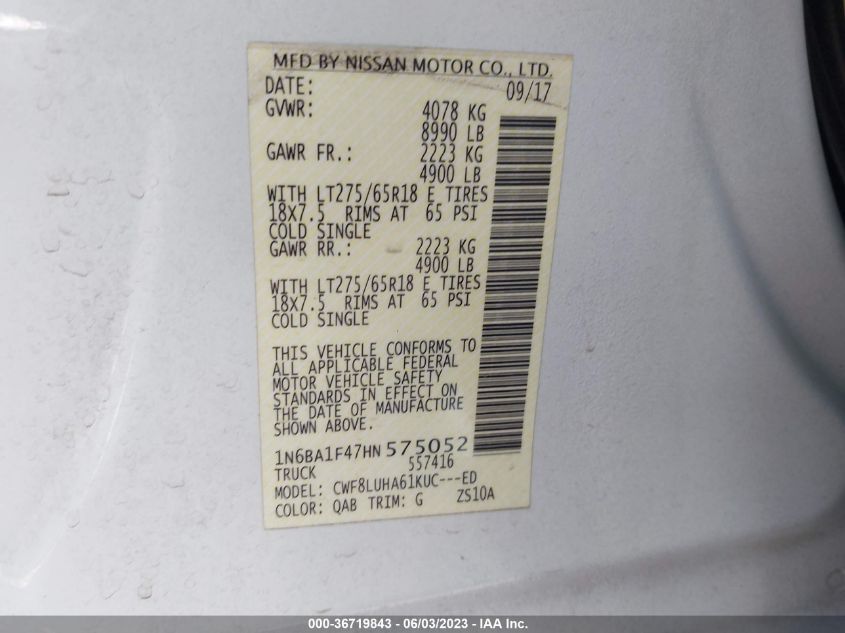 MFD BY NISSAN MOTOR CO., LTD.
DATE: 09/17
GVWR: 4078 KG
8990 LB
GAWR FR.: 2223 KG
4900 LB
WITH LT275/65R18 E TIRES
18X7.5 RIMS AT 65 PSI
COLD SINGLE
GAWR RR.: 2223 KG
4900 LB
WITH LT275/65R18 E TIRES
18X7.5 RIMS AT 65 PSI
COLD SINGLE
THIS VEHICLE CONFORMS TO
ALL APPLICABLE FEDERAL
MOTOR VEHICLE SAFETY
STANDARDS IN EFFECT ON
THE DATE OF MANUFACTURE
SHOWN ABOVE.
1N6BA1F47HN575052
TRUCK 557416
MODEL: CWF8LUHA61KUC---ED
COLOR: QAB TRIM: G ZS10A
000-36719843 - 06/03/2023 - IAA Inc.